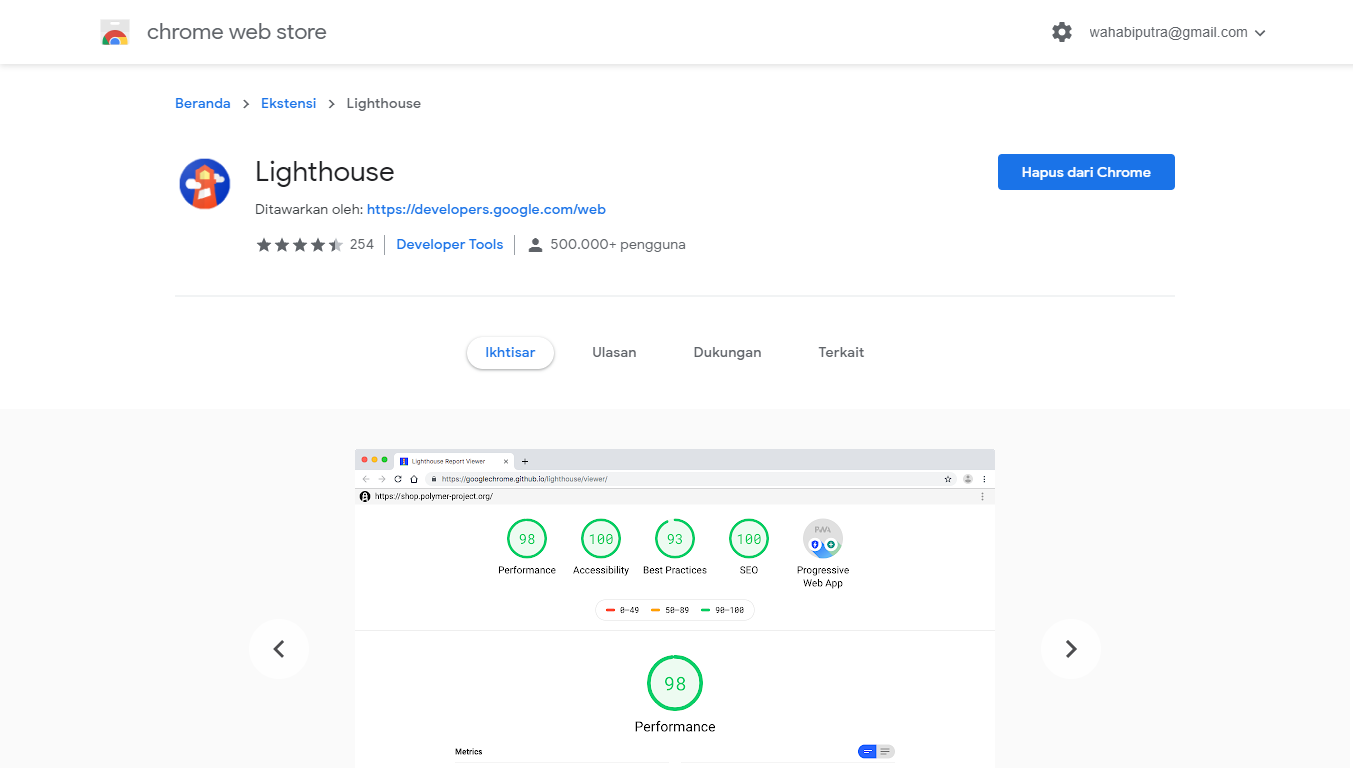 chrome web store
wahabiputra@gmail.com
Beranda > Ekstensi > Lighthouse
Lighthouse
Hapus dari Chrome
Ditawarkan oleh: https://developers.google.com/web
254 Developer Tools 500.000+ pengguna
Ikhtisar Ulasan Dukungan Terkait
Lighthouse Report Viewer
https://googlechrome.github.io/lighthouse/viewer/
https://shop.polymer-project.org/
98 100 93 100 PWA
Performance Accessibility Best Practices SEO Progressive
Web App
0–49 50–89 90–100
98
Performance
Metrics